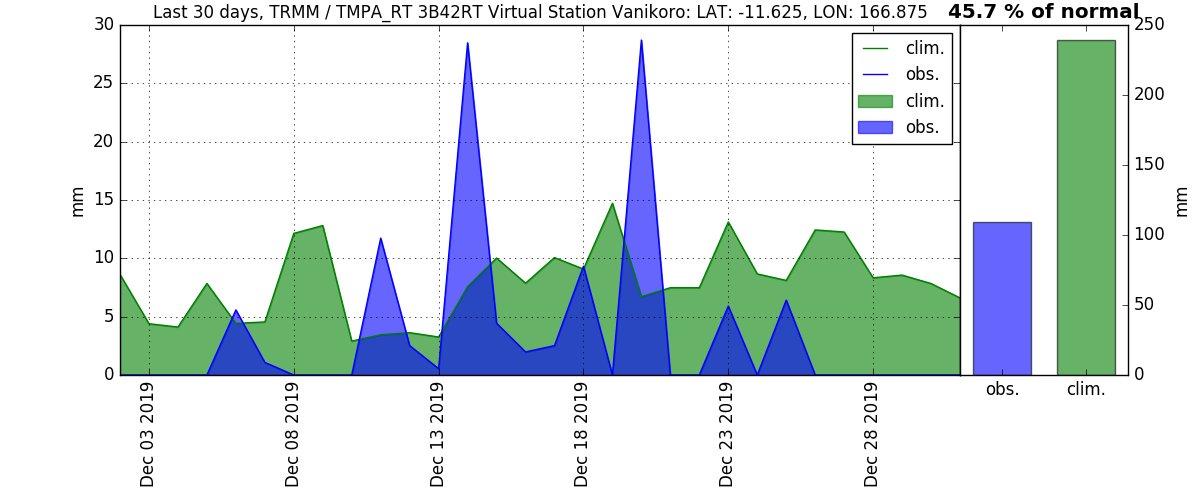 Last 30 days, TRMM / TMPA_RT 3B42RT Virtual Station Vanikoro: LAT: -11.625, LON: 166.875
45.7 % of normal
30
25
20
15
10
5
0
mm
clim.
obs.
clim.
obs.
Dec 03 2019
Dec 08 2019
Dec 13 2019
Dec 18 2019
Dec 23 2019
Dec 28 2019
250
200
150
100
50
0
mm
obs.
clim.